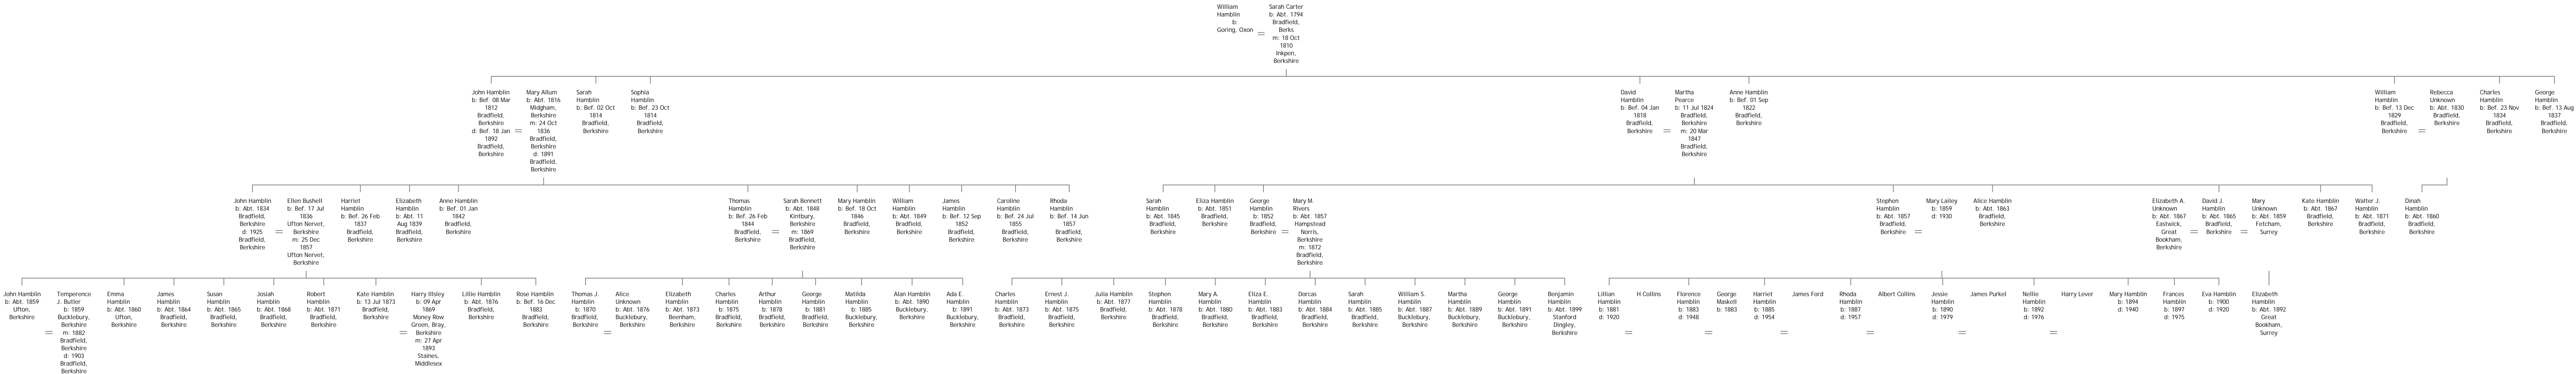 William
Hamblin
b:
Goring, Oxon
=
Sarah Carter
b: Abt. 1794
Bradfield,
Berks
m: 18 Oct
1810
Inkpen,
Berkshire
John Hamblin
b: Bef. 08 Mar
1812
Bradfield,
Berkshire
d: Bef. 18 Jan
1892
Bradfield,
Berkshire
=
Mary Allum
b: Abt. 1816
Midgham,
Berkshire
m: 24 Oct
1836
Bradfield,
Berkshire
d: 1891
Bradfield,
Berkshire
Sarah
Hamblin
b: Bef. 02 Oct
1814
Bradfield,
Berkshire
Sophia
Hamblin
b: Bef. 23 Oct
1814
Bradfield,
Berkshire
David
Hamblin
b: Bef. 04 Jan
1818
Bradfield,
Berkshire
=
Martha
Pearce
b: 11 Jul 1824
Bradfield,
Berkshire
m: 20 Mar
1847
Bradfield,
Berkshire
Anne Hamblin
b: Bef. 01 Sep
1822
Bradfield,
Berkshire
William
Hamblin
b: Bef. 13 Dec
1829
Bradfield,
Berkshire
=
Rebecca
Unknown
b: Abt. 1830
Bradfield,
Berkshire
Charles
Hamblin
b: Bef. 23 Nov
1834
Bradfield,
Berkshire
George
Hamblin
b: Bef. 13 Aug
1837
Bradfield,
Berkshire
John Hamblin
b: Abt. 1834
Bradfield,
Berkshire
d: 1925
Bradfield,
Berkshire
=
Ellen Bushell
b: Bef. 17 Jul
1836
Ufton Nervet,
Berkshire
m: 25 Dec
1857
Ufton Nervet,
Berkshire
Harriet
Hamblin
b: Bef. 26 Feb
1837
Bradfield,
Berkshire
Elizabeth
Hamblin
b: Abt. 11
Aug 1839
Bradfield,
Berkshire
Anne Hamblin
b: Bef. 01 Jan
1842
Bradfield,
Berkshire
Thomas
Hamblin
b: Bef. 26 Feb
1844
Bradfield,
Berkshire
=
Sarah Bennett
b: Abt. 1848
Kintbury,
Berkshire
m: 1869
Bradfield,
Berkshire
Mary Hamblin
b: Bef. 18 Oct
1846
Bradfield,
Berkshire
William
Hamblin
b: Abt. 1849
Bradfield,
Berkshire
James
Hamblin
b: Bef. 12 Sep
1852
Bradfield,
Berkshire
Caroline
Hamblin
b: Bef. 24 Jul
1855
Bradfield,
Berkshire
Rhoda
Hamblin
b: Bef. 14 Jun
1857
Bradfield,
Berkshire
Sarah
Hamblin
b: Abt. 1845
Bradfield,
Berkshire
Eliza Hamblin
b: Abt. 1851
Bradfield,
Berkshire
George
Hamblin
b: 1852
Bradfield,
Berkshire
=
Mary M.
Rivers
b: Abt. 1857
Hampstead
Norris,
Berkshire
m: 1872
Bradfield,
Berkshire
Stephen
Hamblin
b: Abt. 1857
Bradfield,
Berkshire
=
Mary Lailey
b: 1859
d: 1930
Alice Hamblin
b: Abt. 1863
Bradfield,
Berkshire
Elizabeth A.
Unknown
b: Abt. 1867
Eastwick,
Great
Bookham,
Berkshire
=
David J.
Hamblin
b: Abt. 1865
Bradfield,
Berkshire
=
Mary
Unknown
b: Abt. 1859
Fetcham,
Surrey
Kate Hamblin
b: Abt. 1867
Bradfield,
Berkshire
Walter J.
Hamblin
b: Abt. 1871
Bradfield,
Berkshire
Dinah
Hamblin
b: Abt. 1860
Bradfield,
Berkshire
John Hamblin
b: Abt. 1859
Ufton,
Berkshire
=
Temperence
J. Butler
b: 1859
Bucklebury,
Berkshire
m: 1882
Bradfield,
Berkshire
d: 1903
Bradfield,
Berkshire
Emma
Hamblin
b: Abt. 1860
Ufton,
Berkshire
James
Hamblin
b: Abt. 1864
Bradfield,
Berkshire
Susan
Hamblin
b: Abt. 1865
Bradfield,
Berkshire
Josiah
Hamblin
b: Abt. 1868
Bradfield,
Berkshire
Robert
Hamblin
b: Abt. 1871
Bradfield,
Berkshire
Kate Hamblin
b: 13 Jul 1873
Bradfield,
Berkshire
=
Harry Illsley
b: 09 Apr
1869
Money Row
Green, Bray,
Berkshire
m: 27 Apr
1893
Staines,
Middlesex
Lillie Hamblin
b: Abt. 1876
Bradfield,
Berkshire
Rose Hamblin
b: Bef. 16 Dec
1883
Bradfield,
Berkshire
Thomas J.
Hamblin
b: 1870
Bradfield,
Berkshire
=
Alice
Unknown
b: Abt. 1876
Bucklebury,
Berkshire
Elizabeth
Hamblin
b: Abt. 1873
Beenham,
Berkshire
Charles
Hamblin
b: 1875
Bradfield,
Berkshire
Arthur
Hamblin
b: 1878
Bradfield,
Berkshire
George
Hamblin
b: 1881
Bradfield,
Berkshire
Matilda
Hamblin
b: 1885
Bucklebury,
Berkshire
Alan Hamblin
b: Abt. 1890
Bucklebury,
Berkshire
Ada E.
Hamblin
b: 1891
Bucklebury,
Berkshire
Charles
Hamblin
b: Abt. 1873
Bradfield,
Berkshire
Ernest J.
Hamblin
b: Abt. 1875
Bradfield,
Berkshire
Julia Hamblin
b: Abt. 1877
Bradfield,
Berkshire
Stephen
Hamblin
b: Abt. 1878
Bradfield,
Berkshire
Mary A.
Hamblin
b: Abt. 1880
Bradfield,
Berkshire
Eliza E.
Hamblin
b: Abt. 1883
Bradfield,
Berkshire
Dorcas
Hamblin
b: Abt. 1884
Bradfield,
Berkshire
Sarah
Hamblin
b: Abt. 1885
Bradfield,
Berkshire
William S.
Hamblin
b: Abt. 1887
Bucklebury,
Berkshire
Martha
Hamblin
b: Abt. 1889
Bucklebury,
Berkshire
George
Hamblin
b: Abt. 1891
Bucklebury,
Berkshire
Benjamin
Hamblin
b: Abt. 1899
Stanford
Dingley,
Berkshire
Lillian
Hamblin
b: 1881
d: 1920
=
H Collins
Florence
Hamblin
b: 1883
d: 1948
=
George
Maskell
b: 1883
Harriet
Hamblin
b: 1885
d: 1954
=
James Ford
Rhoda
Hamblin
b: 1887
d: 1957
=
Albert Collins
Jessie
Hamblin
b: 1890
d: 1979
=
James Purkel
Nellie
Hamblin
b: 1892
d: 1976
=
Harry Lever
Mary Hamblin
b: 1894
d: 1940
Frances
Hamblin
b: 1897
d: 1975
Eva Hamblin
b: 1900
d: 1920
Elizabeth
Hamblin
b: Abt. 1892
Great
Bookham,
Surrey